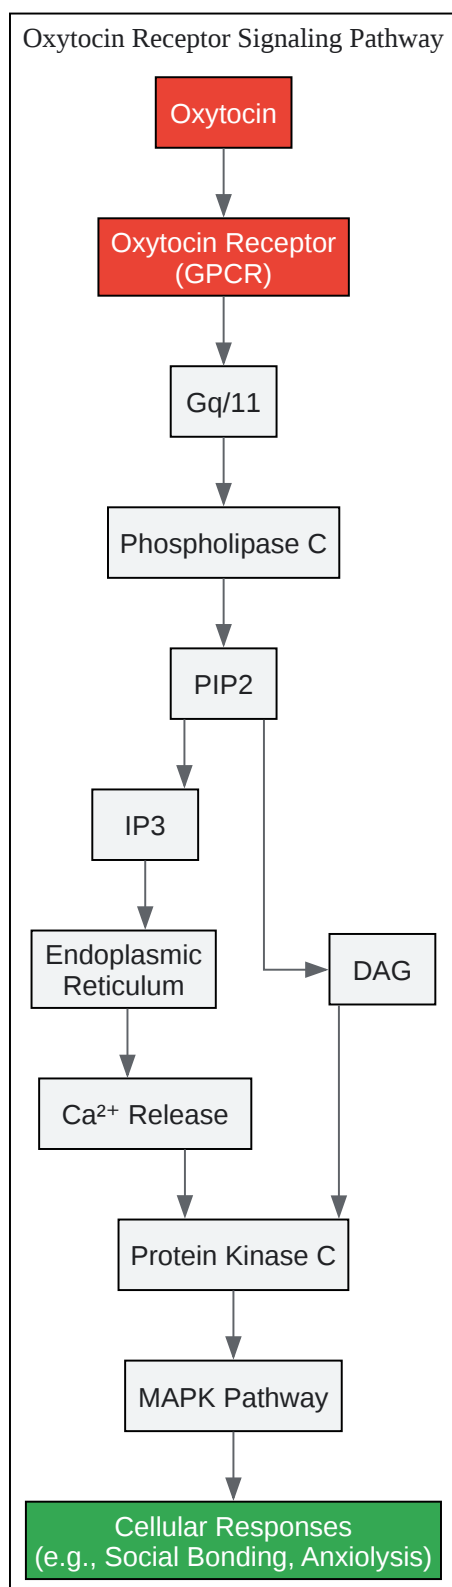 Oxytocin Receptor Signaling Pathway
Oxytocin
Oxytocin Receptor
(GPCR)
Gq/11
Phospholipase C
PIP2
IP3
Endoplasmic
Reticulum
DAG
Ca²⁺ Release
Protein Kinase C
MAPK Pathway
Cellular Responses
(e.g., Social Bonding, Anxiolysis)